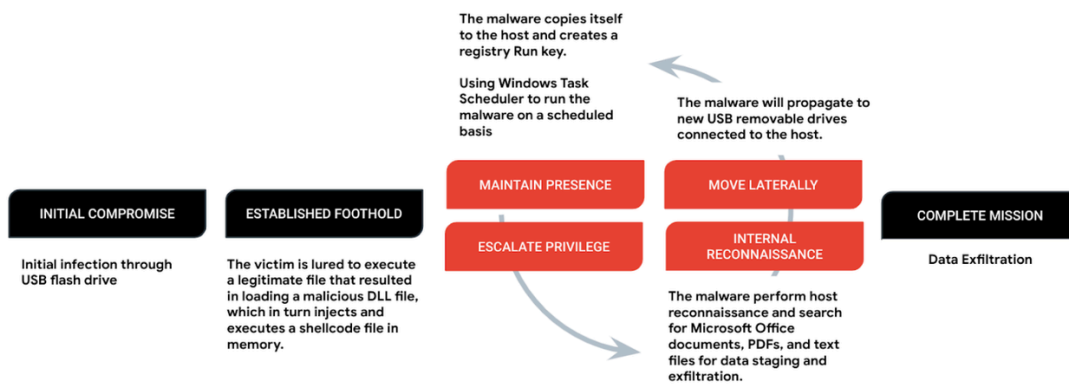 The malware copies itself
to the host and creates a
registry Run key.
Using Windows Task
Scheduler to run the
malware on a scheduled
basis
The malware will propagate to
new USB removable drives
connected to the host.
MAINTAIN PRESENCE
MOVE LATERALLY
INITIAL COMPROMISE
ESTABLISHED FOOTHOLD
COMPLETE MISSION
ESCALATE PRIVILEGE
INTERNAL
RECONNAISSANCE
Initial infection through
USB flash drive
The victim is lured to execute
a legitimate file that resulted
in loading a malicious DLL file,
which in turn injects and
executes a shellcode file in
memory.
Data Exfiltration
The malware perform host
reconnaissance and search
for Microsoft Office
documents, PDFs, and text
files for data staging and
exfiltration.